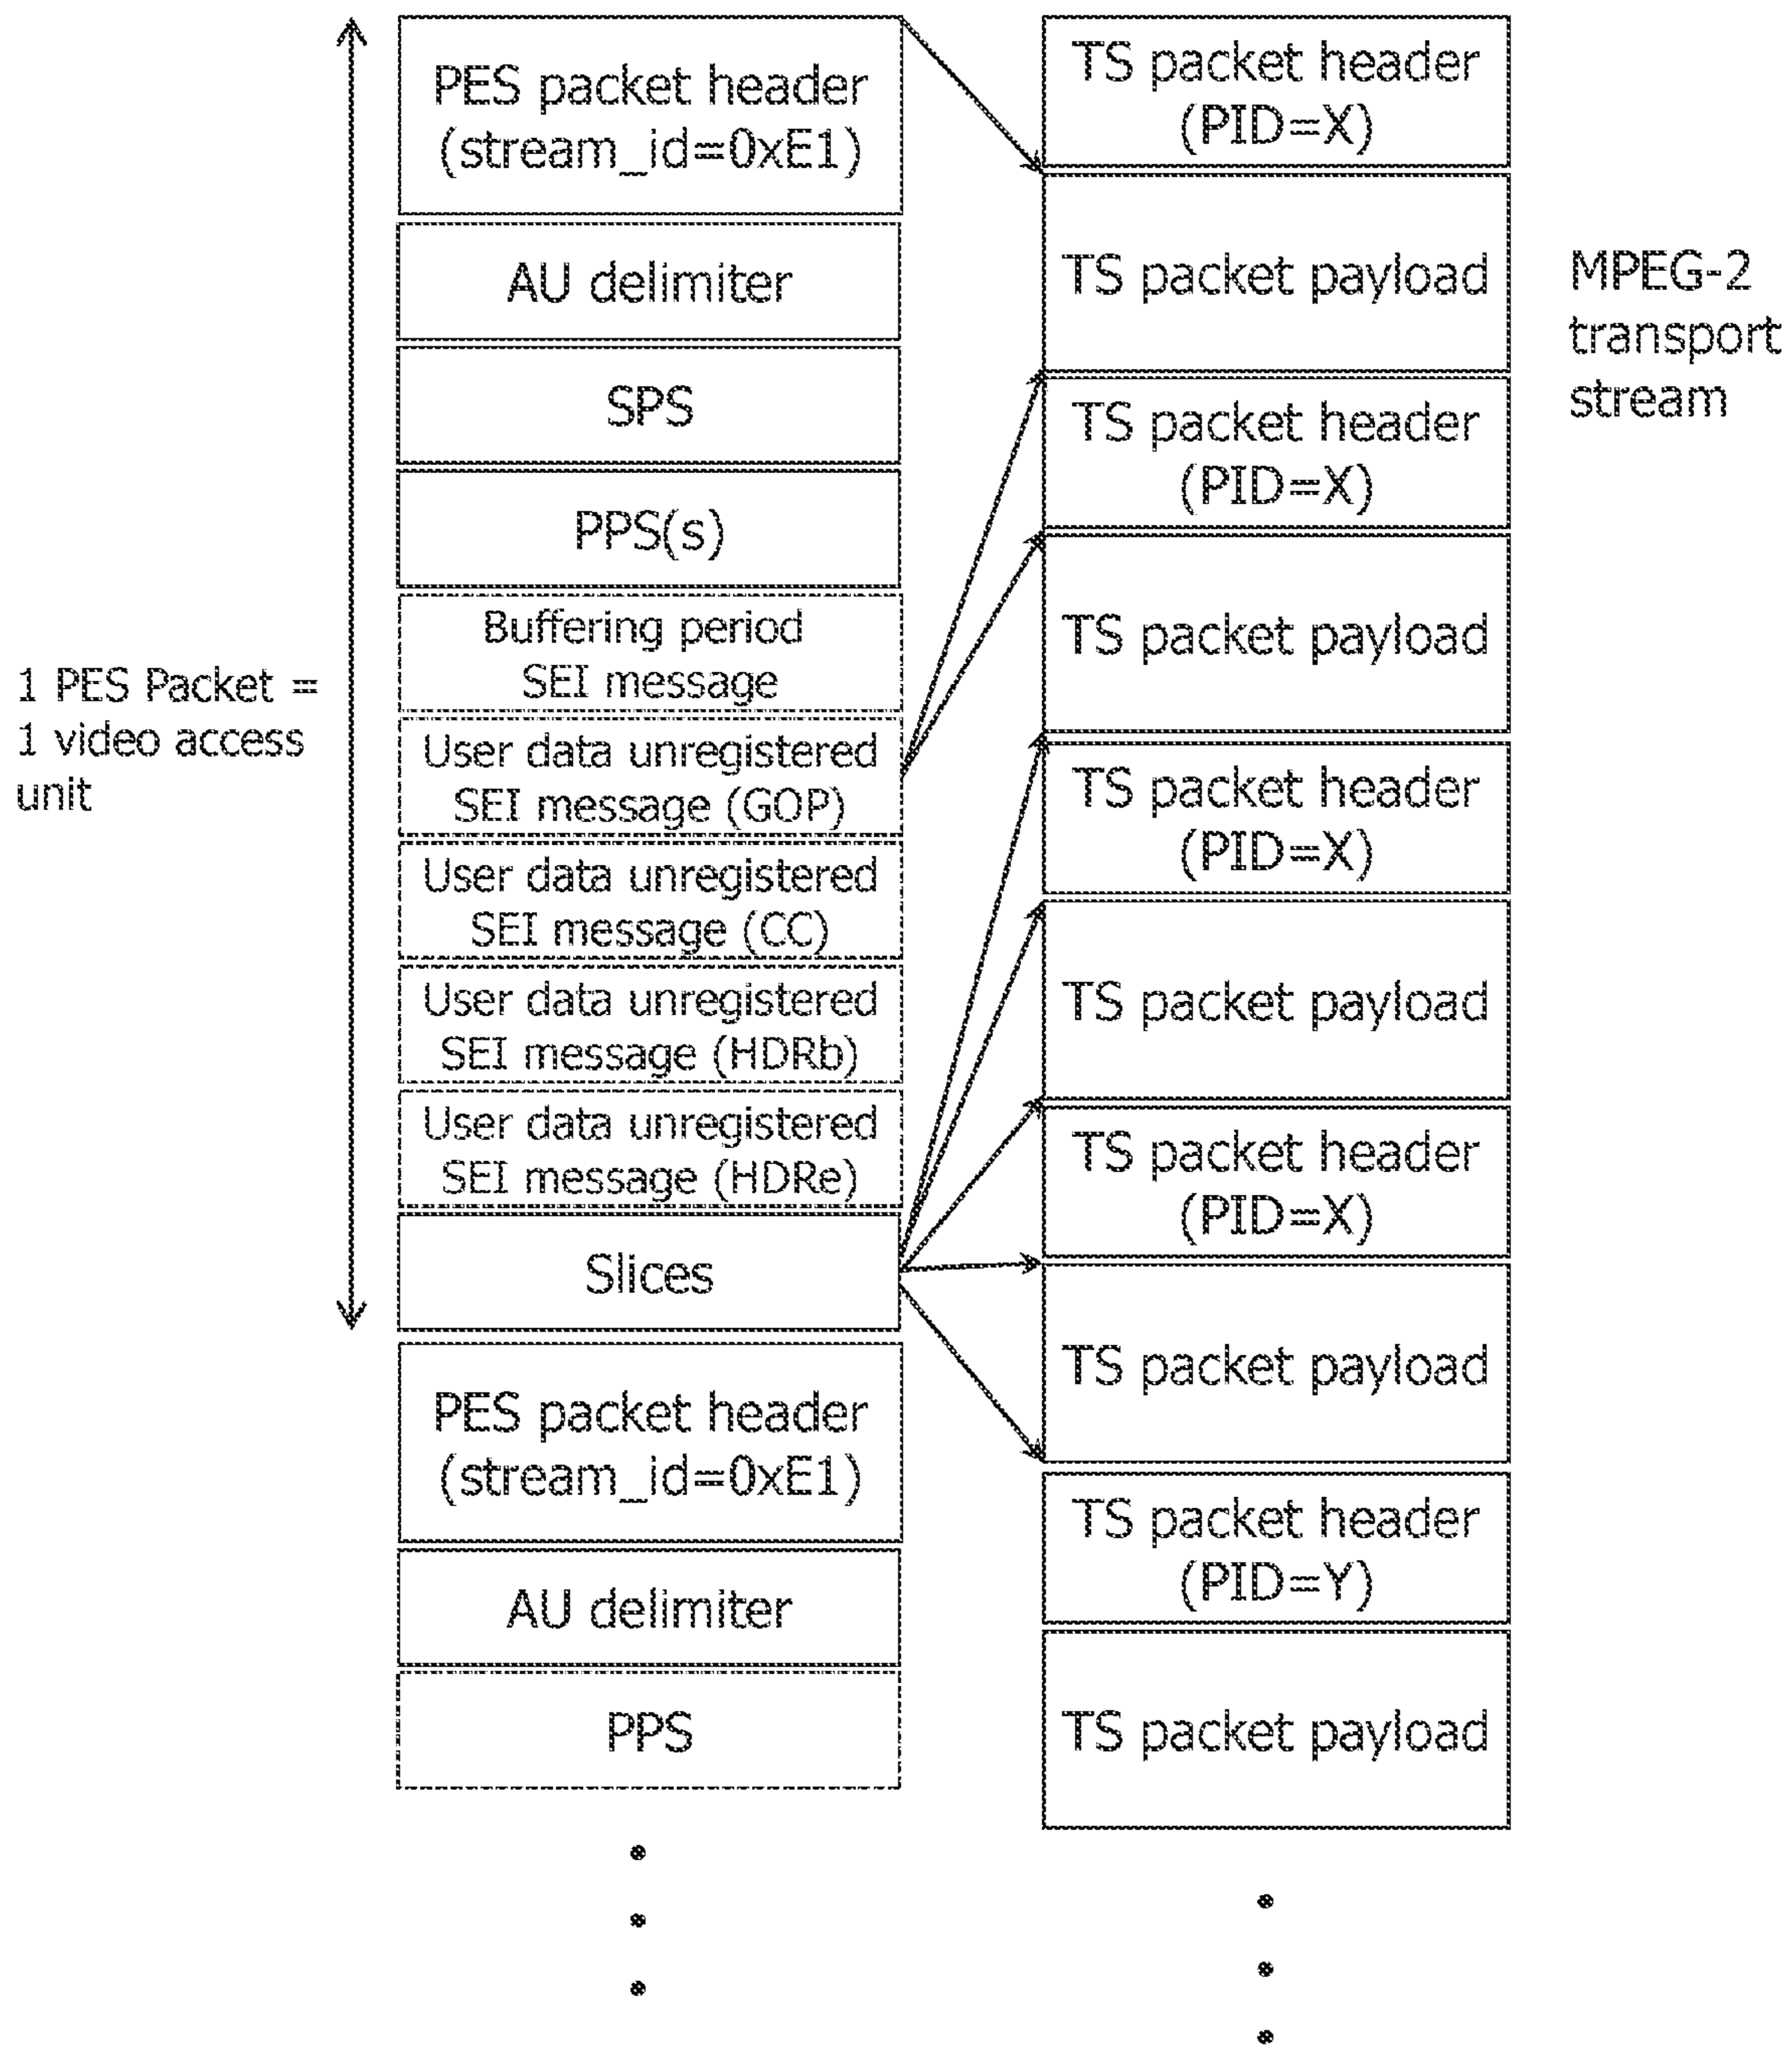 1 PES Packet =
1 video access
unit
PES packet header
(stream_id=0xE1)
AU delimiter
SPS
PPS(s)
Buffering period
SEI message
User data unregistered
SEI message (GOP)
User data unregistered
SEI message (CC)
User data unregistered
SEI message (HDRb)
User data unregistered
SEI message (HDRe)
Slices
PES packet header
(stream_id=0xE1)
AU delimiter
PPS
TS packet header
(PID=X)
TS packet payload
TS packet header
(PID=X)
TS packet payload
TS packet header
(PID=X)
TS packet payload
TS packet header
(PID=X)
TS packet payload
TS packet header
(PID=Y)
TS packet payload
MPEG-2
transport
stream